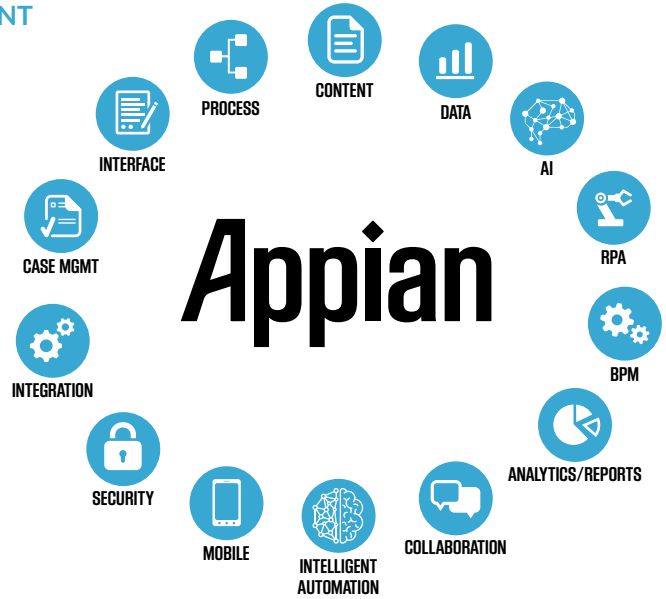 NT
CONTENT
PROCESS
DATA
INTERFACE
AI
CASE MGMT
Appian
RPA
BPM
INTEGRATION
ANALYTICS/REPORTS
SECURITY
COLLABORATION
MOBILE
INTELLIGENT
AUTOMATION